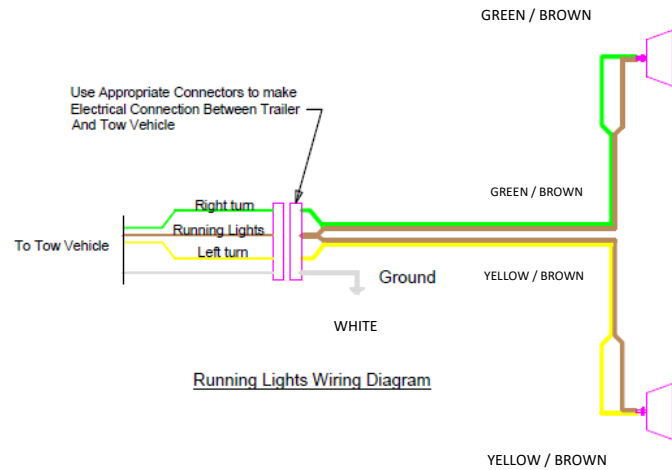 GREEN / BROWN
Use Appropriate Connectors to make
Electrical Connection Between Trailer
And Tow Vehicle
GREEN / BROWN
Right turn
Running Lights
To Tow Vehicle
Left turn
Ground
YELLOW / BROWN
WHITE
Running Lights Wiring Diagram
YELLOW / BROWN